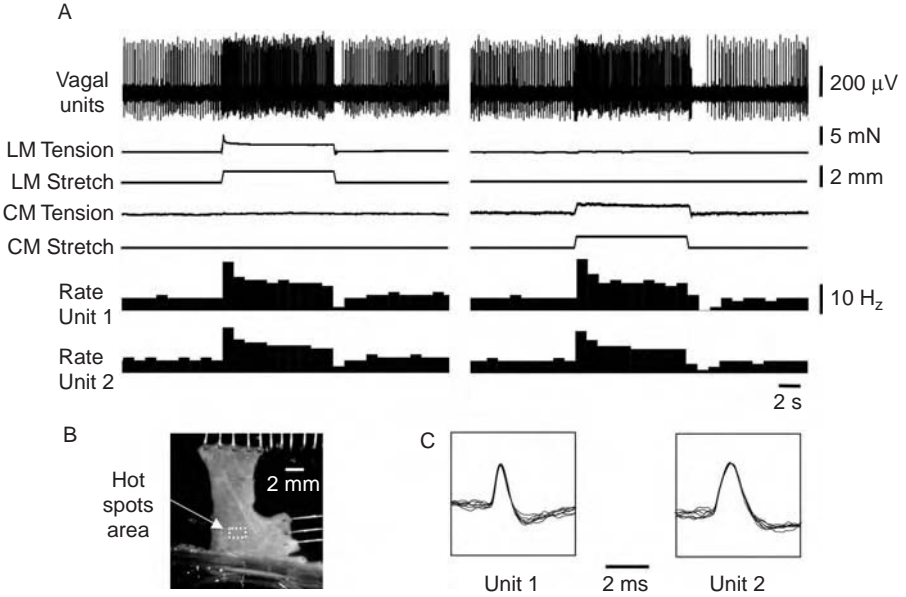 A
Vagal
units
200 µV
LM Tension
5 mN
LM Stretch
2 mm
CM Tension
CM Stretch
Rate
Unit 1
10 Hz
Rate
Unit 2
2 s
B
Hot
spots
area
2 mm
C
Unit 1
2 ms
Unit 2